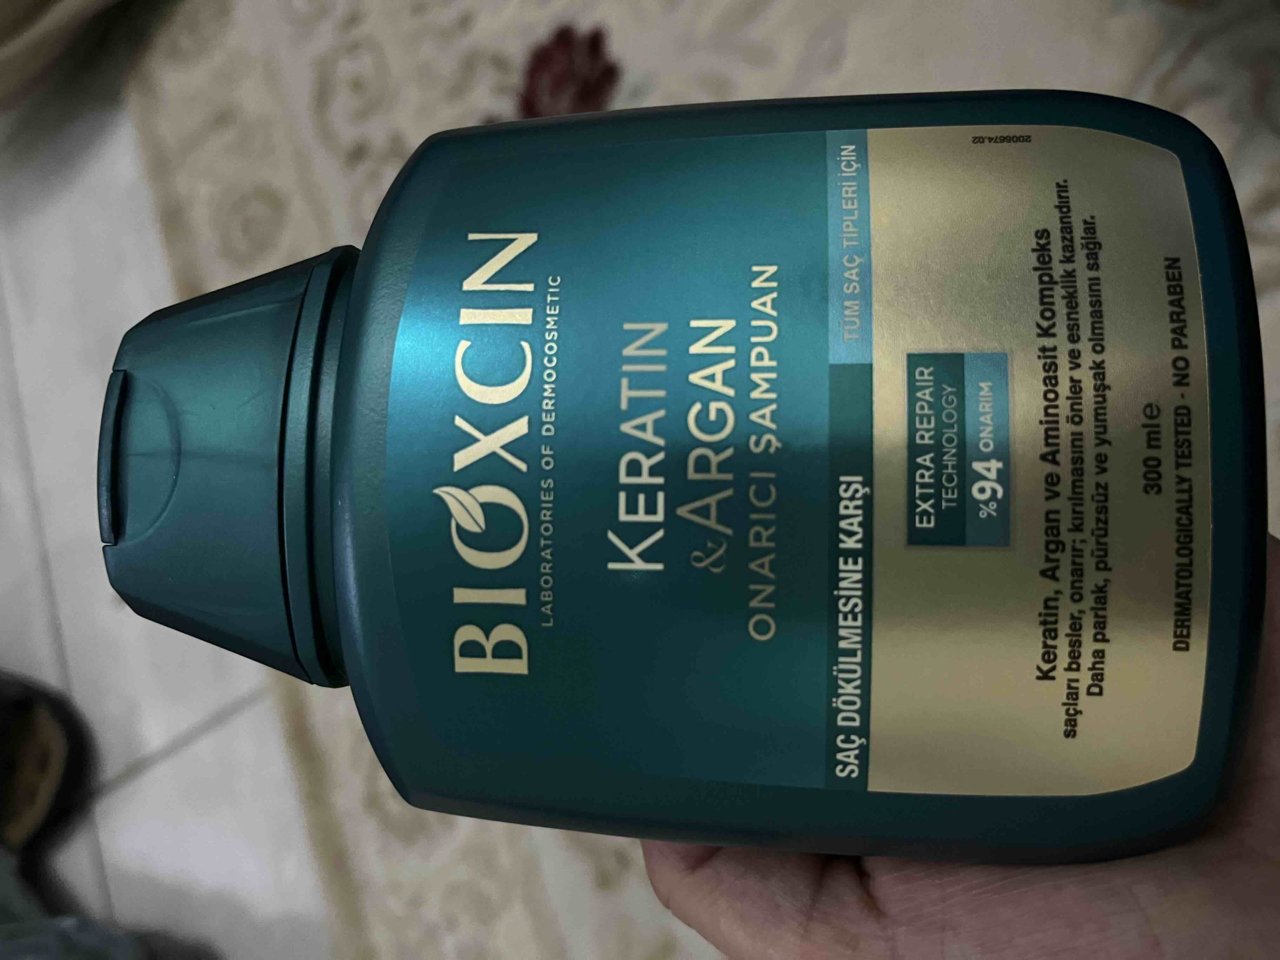 BIOXCIN
LABORATORIES OF DERMOCOSMETIC
KERATIN
&ARGAN
ONARICI ŞAMPUAN
SAÇ DÖKÜLMESİNE KARŞI
TÜM SAÇ TİPLERİ İÇİN
EXTRA REPAIR
TECHNOLOGY
%94 ONARIM
2005674.02
Keratin, Argan ve Aminoasit Kompleks
saçları besler, onarır; kırılmasını önler ve esneklik kazandırır.
Daha parlak, pürüzsüz ve yumuşak olmasını sağlar.
300 ml℮
DERMATOLOGICALLY TESTED - NO PARABEN